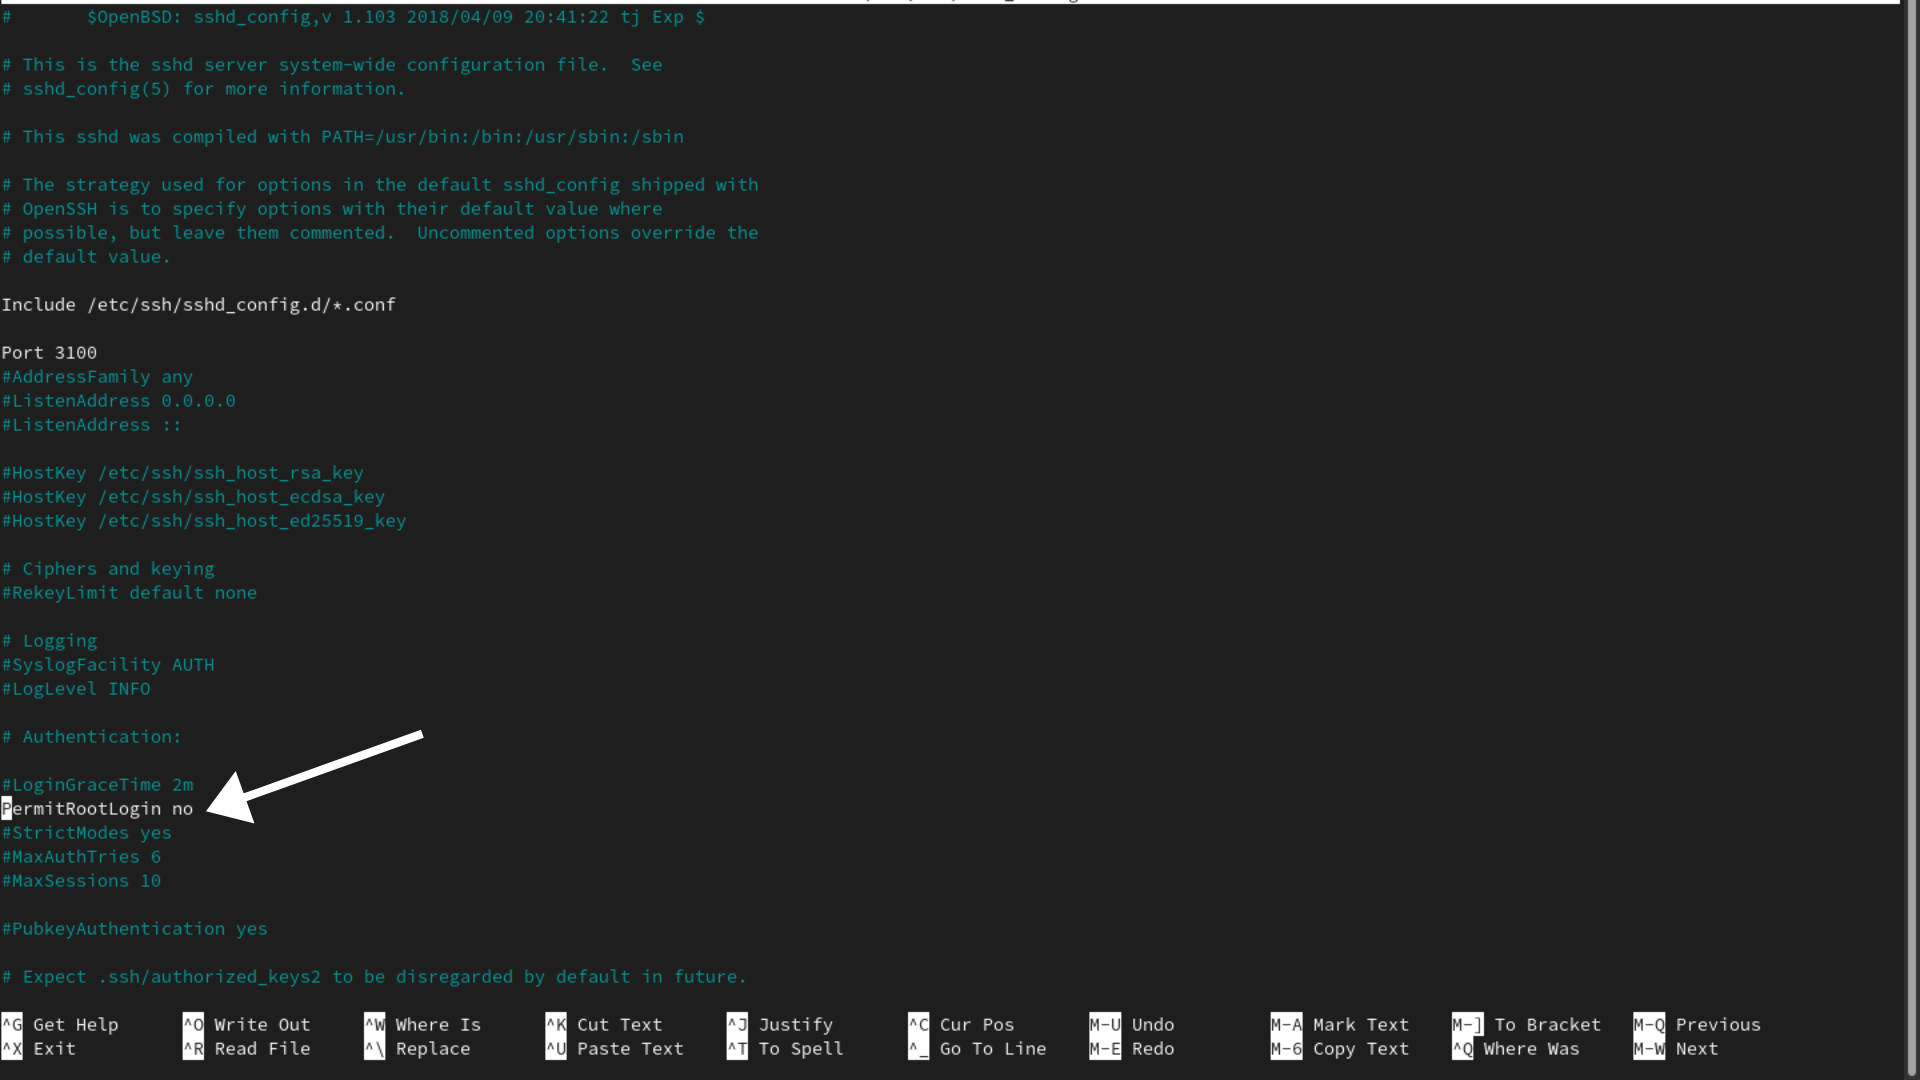 #       $OpenBSD: sshd_config,v 1.103 2018/04/09 20:41:22 tj Exp $
# This is the sshd server system-wide configuration file.  See
# sshd_config(5) for more information.
# This sshd was compiled with PATH=/usr/bin:/bin:/usr/sbin:/sbin
# The strategy used for options in the default sshd_config shipped with
# OpenSSH is to specify options with their default value where
# possible, but leave them commented.  Uncommented options override the
# default value.
Include /etc/ssh/sshd_config.d/*.conf
Port 3100
#AddressFamily any
#ListenAddress 0.0.0.0
#ListenAddress ::
#HostKey /etc/ssh/ssh_host_rsa_key
#HostKey /etc/ssh/ssh_host_ecdsa_key
#HostKey /etc/ssh/ssh_host_ed25519_key
# Ciphers and keying
#RekeyLimit default none
# Logging
#SyslogFacility AUTH
#LogLevel INFO
# Authentication:
#LoginGraceTime 2m
PermitRootLogin no
#StrictModes yes
#MaxAuthTries 6
#MaxSessions 10
#PubkeyAuthentication yes
# Expect .ssh/authorized_keys2 to be disregarded by default in future.
^G Get Help ^O Write Out ^W Where Is ^K Cut Text ^J Justify ^C Cur Pos M-U Undo M-A Mark Text M-] To Bracket M-Q Previous
^X Exit ^R Read File ^\ Replace ^U Paste Text ^T To Spell ^_ Go To Line M-E Redo M-6 Copy Text ^Q Where Was M-W Next